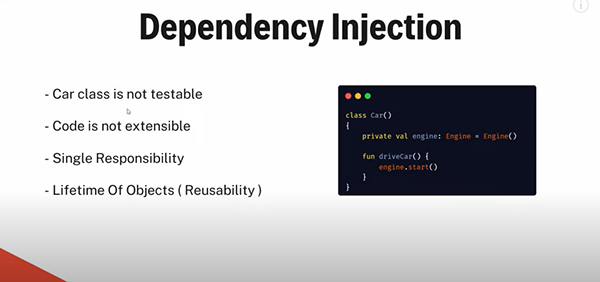 Dependency Injection
- Car class is not testable
- Code is not extensible
- Single Responsibility
- Lifetime Of Objects ( Reusability )
class Car()
{
private val engine: Engine = Engine()
fun driveCar() {
engine.start()
}
}